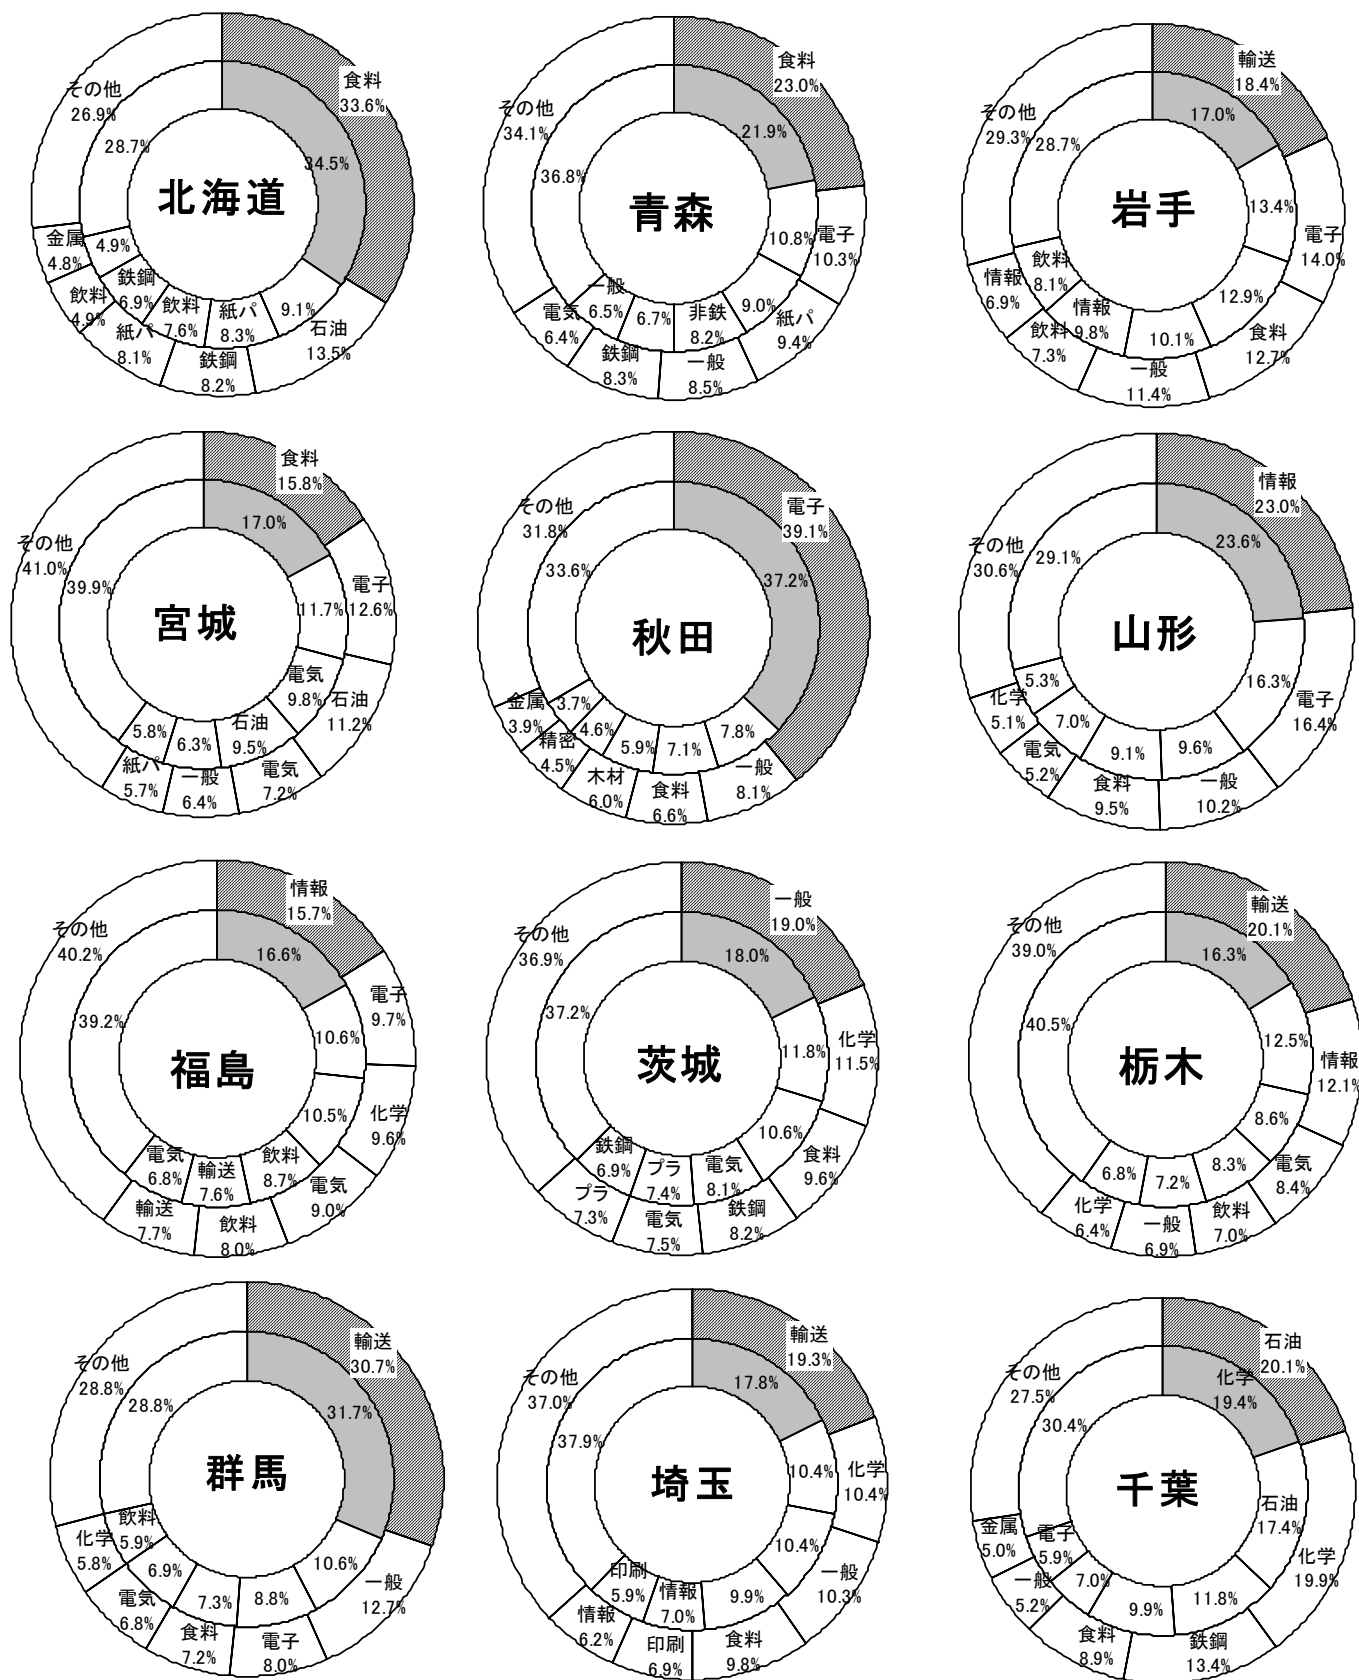 北海道
食料
33.6%
34.5%
石油
13.5%
9.1%
鉄鋼
8.2%
紙パ
8.3%
紙パ
8.1%
飲料
7.6%
飲料
4.9%
鉄鋼
6.9%
金属
4.8%
4.9%
その他
26.9%
28.7%
青森
食料
23.0%
21.9%
電子
10.3%
10.8%
紙パ
9.4%
9.0%
一般
8.5%
非鉄
8.2%
鉄鋼
8.3%
6.7%
電気
6.4%
一般
6.5%
その他
34.1%
36.8%
岩手
輸送
18.4%
17.0%
電子
14.0%
13.4%
食料
12.7%
12.9%
一般
11.4%
10.1%
飲料
7.3%
情報
9.8%
情報
6.9%
飲料
8.1%
その他
29.3%
28.7%
宮城
食料
15.8%
17.0%
電子
12.6%
11.7%
石油
11.2%
電気
9.8%
電気
7.2%
石油
9.5%
一般
6.4%
6.3%
紙パ
5.7%
5.8%
その他
41.0%
39.9%
秋田
電子
39.1%
37.2%
一般
8.1%
7.8%
食料
6.6%
7.1%
木材
6.0%
5.9%
精密
4.5%
4.6%
金属
3.9%
3.7%
その他
31.8%
33.6%
山形
情報
23.0%
23.6%
電子
16.4%
16.3%
一般
10.2%
9.6%
食料
9.5%
9.1%
電気
5.2%
7.0%
化学
5.1%
5.3%
その他
30.6%
29.1%
福島
情報
15.7%
16.6%
電子
9.7%
10.6%
化学
9.6%
10.5%
電気
9.0%
飲料
8.7%
飲料
8.0%
輸送
7.6%
輸送
7.7%
電気
6.8%
その他
40.2%
39.2%
茨城
一般
19.0%
18.0%
化学
11.5%
11.8%
食料
9.6%
10.6%
鉄鋼
8.2%
電気
8.1%
電気
7.5%
プラ
7.4%
プラ
7.3%
鉄鋼
6.9%
その他
36.9%
37.2%
栃木
輸送
20.1%
16.3%
情報
12.1%
12.5%
電気
8.4%
8.6%
飲料
7.0%
8.3%
一般
6.9%
7.2%
化学
6.4%
6.8%
その他
39.0%
40.5%
群馬
輸送
30.7%
31.7%
一般
12.7%
10.6%
電子
8.0%
8.8%
食料
7.2%
7.3%
電気
6.8%
6.9%
化学
5.8%
飲料
5.9%
その他
28.8%
28.8%
埼玉
輸送
19.3%
17.8%
化学
10.4%
10.4%
一般
10.3%
10.4%
食料
9.8%
9.9%
印刷
6.9%
情報
7.0%
情報
6.2%
印刷
5.9%
その他
37.0%
37.9%
千葉
石油
20.1%
化学
19.4%
化学
19.9%
石油
17.4%
鉄鋼
13.4%
11.8%
食料
8.9%
9.9%
一般
5.2%
7.0%
金属
5.0%
電子
5.9%
その他
27.5%
30.4%